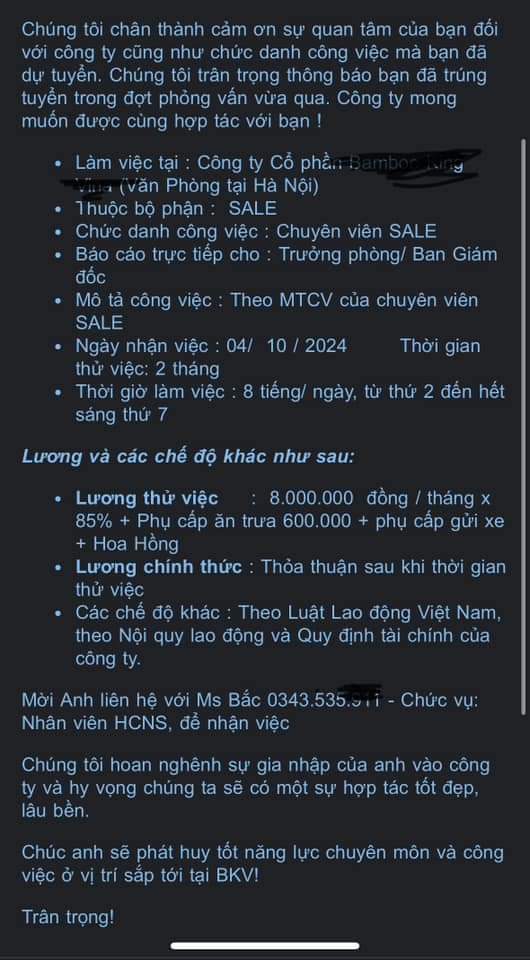 Chúng tôi chân thành cảm ơn sự quan tâm của bạn đối
với công ty cũng như chức danh công việc mà bạn đã
dự tuyển. Chúng tôi trân trọng thông báo bạn đã trúng
tuyển trong đợt phỏng vấn vừa qua. Công ty mong
muốn được cùng hợp tác với bạn !
Làm việc tại : Công ty Cổ phần
(Văn Phòng tại Hà Nội)
Thuộc bộ phận : SALE
Chức danh công việc : Chuyên viên SALE
Báo cáo trực tiếp cho : Trưởng phòng/ Ban Giám
đốc
Mô tả công việc : Theo MTCV của chuyên viên
SALE
Ngày nhận việc : 04/ 10 / 2024 Thời gian
thử việc: 2 tháng
Thời giờ làm việc : 8 tiếng/ ngày, từ thứ 2 đến hết
sáng thứ 7
Lương và các chế độ khác như sau:
Lương thử việc : 8.000.000 đồng / tháng x
85% + Phụ cấp ăn trưa 600.000 + phụ cấp gửi xe
+ Hoa Hồng
Lương chính thức : Thỏa thuận sau khi thời gian
thử việc
Các chế độ khác : Theo Luật Lao động Việt Nam,
theo Nội quy lao động và Quy định tài chính của
công ty.
Mời Anh liên hệ với Ms Bắc - Chức vụ:
Nhân viên HCNS, để nhận việc
Chúng tôi hoan nghênh sự gia nhập của anh vào công
ty và hy vọng chúng ta sẽ có một sự hợp tác tốt đẹp,
lâu bền.
Chúc anh sẽ phát huy tốt năng lực chuyên môn và công
việc ở vị trí sắp tới tại BKV!
Trân trọng!